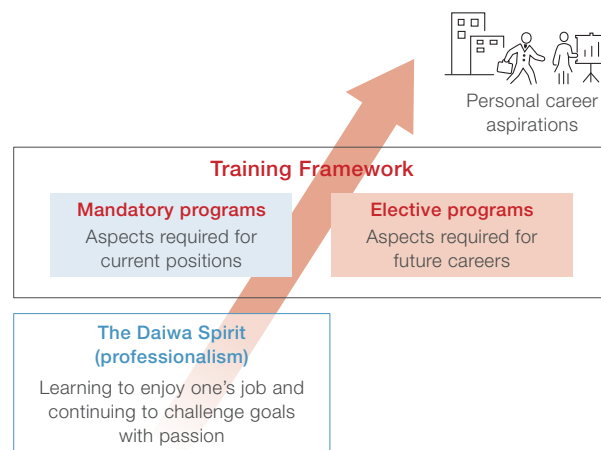 Personal career
aspirations
Training Framework
Mandatory programs
Aspects required for
current positions
Elective programs
Aspects required for
future careers
The Daiwa Spirit
(professionalism)
Learning to enjoy one's job and
continuing to challenge goals
with passion